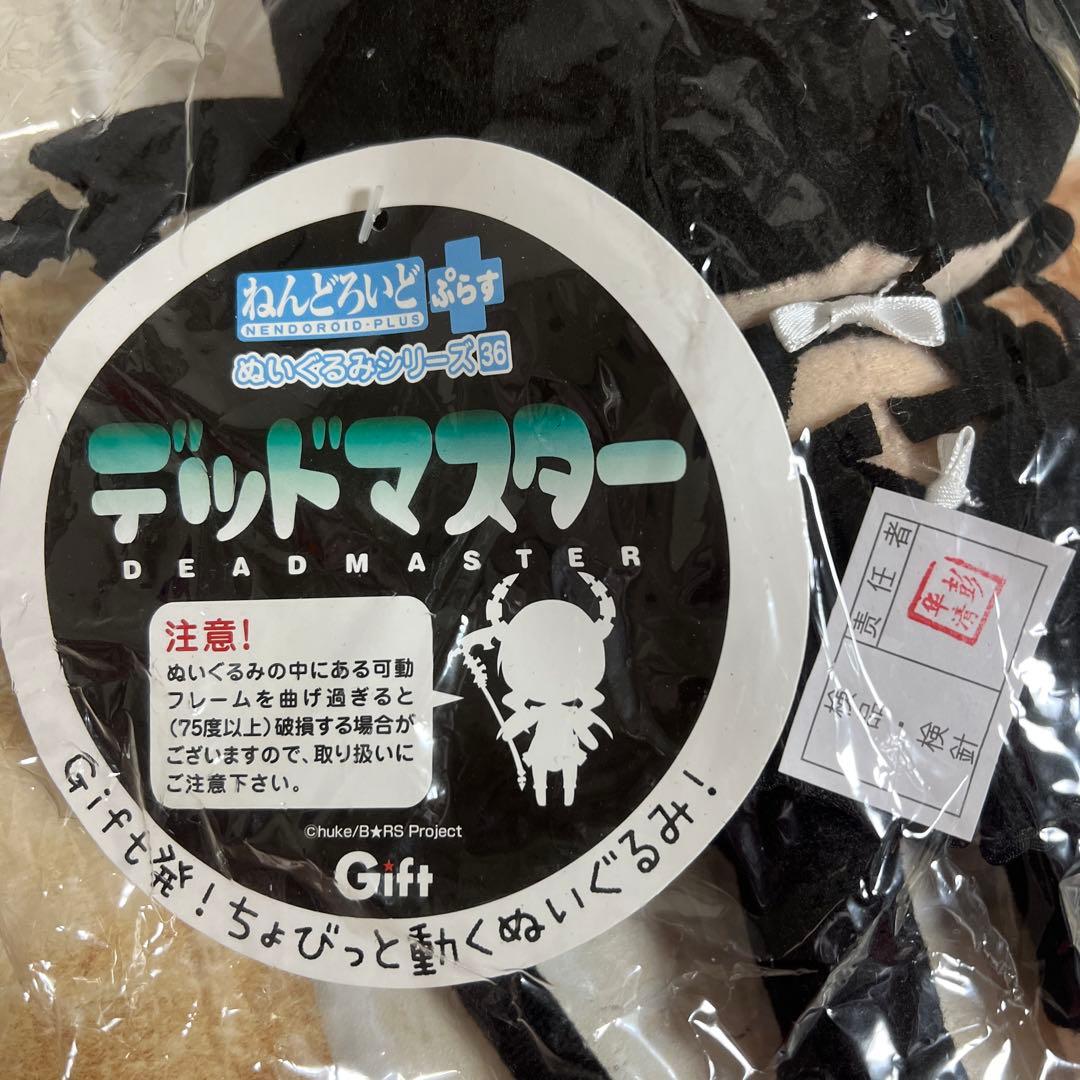 ねんどろいど ぷらす
NENDOROID・PLUS
ぬいぐるみシリーズ 36
デッドマスター
DEADMASTER
注意!
ぬいぐるみの中にある可動
フレームを曲げ過ぎると
(75度以上)破損する場合が
ございますので、取り扱いに
ご注意下さい。
©huke/B★RS Project
Gift
Gift発!ちょびっと動くぬいぐるみ!
責任者
検品・検針